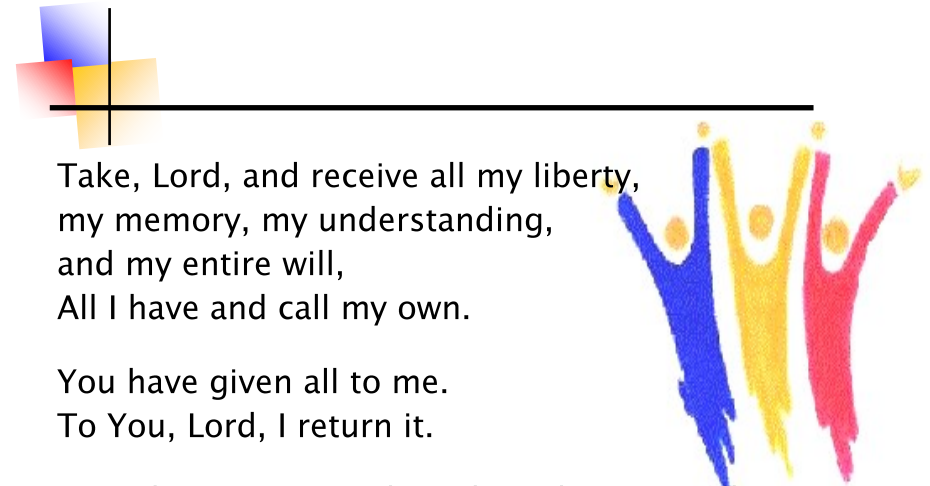 Take, Lord, and receive all my liberty,
my memory, my understanding,
and my entire will,
All I have and call my own.
You have given all to me.
To You, Lord, I return it.